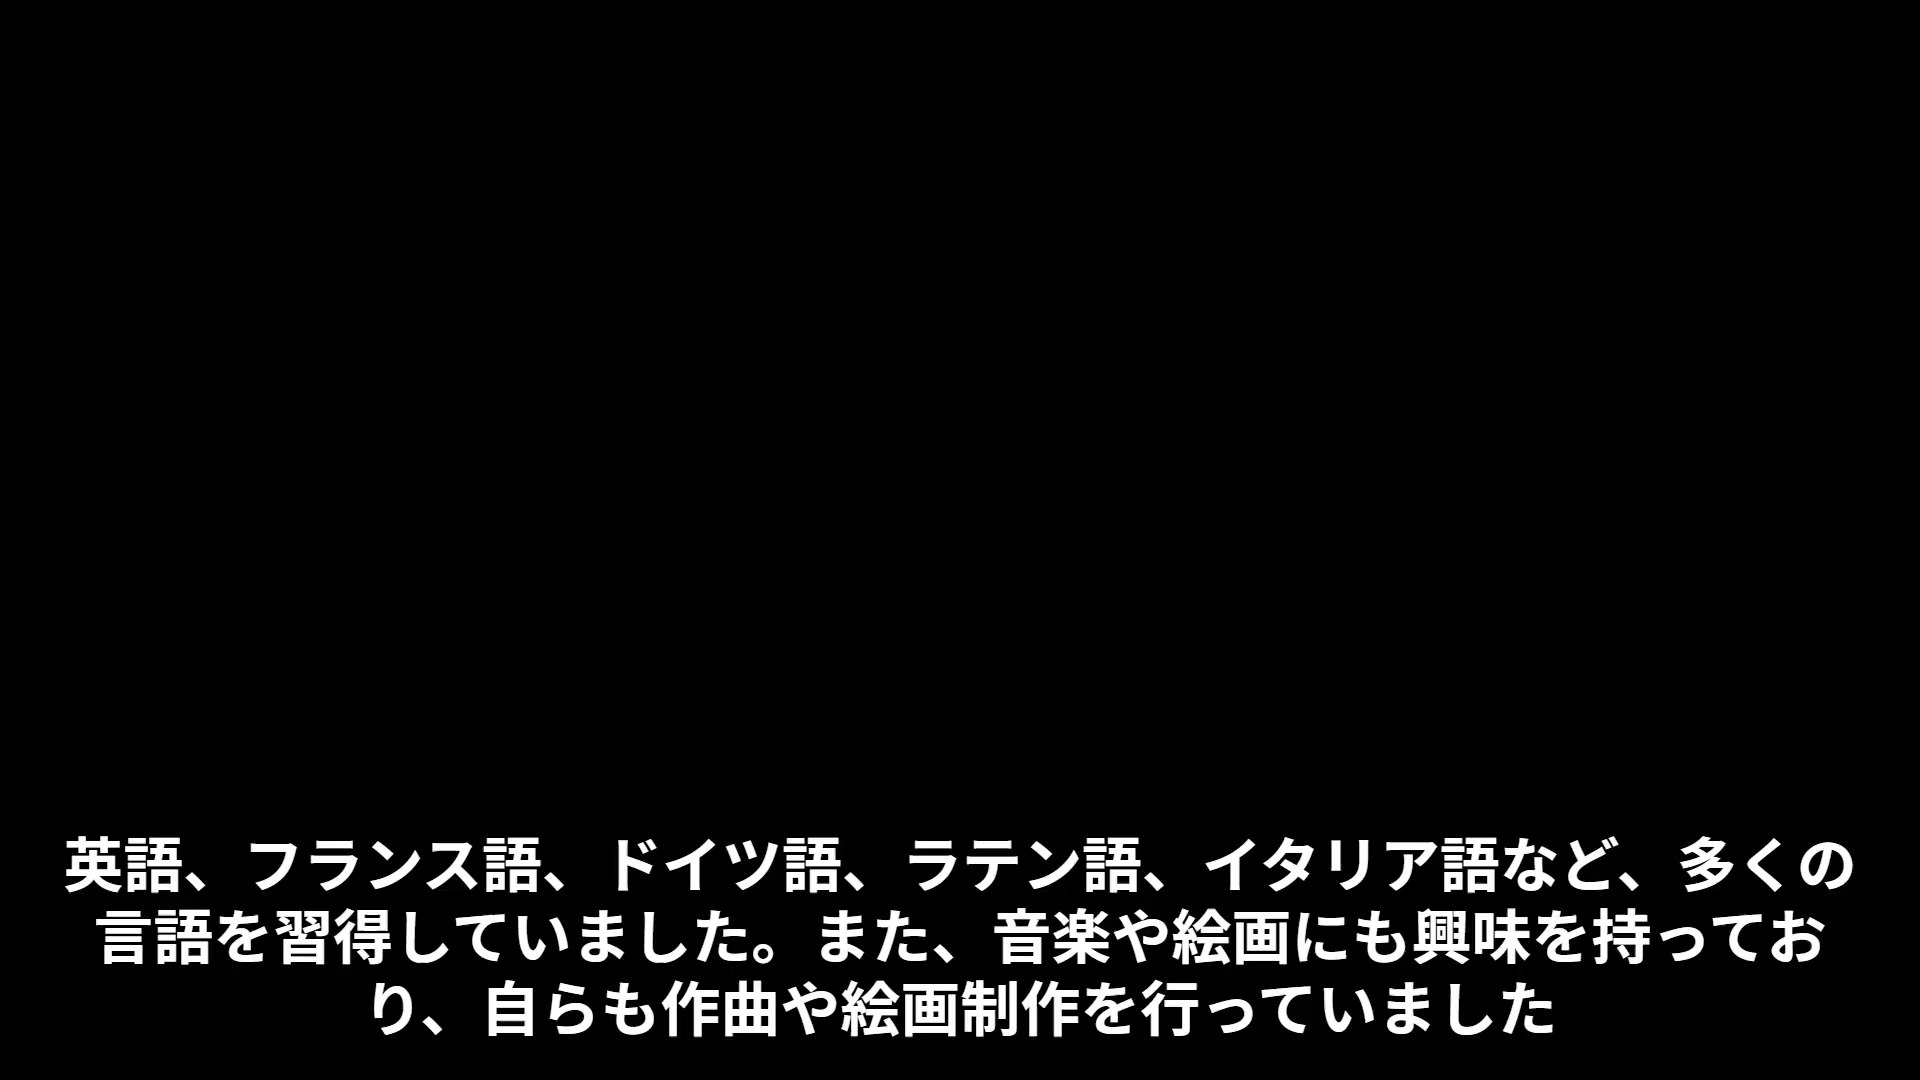 英語、フランス語、ドイツ語、ラテン語、イタリア語など、多くの
言語を習得していました。また、音楽や絵画にも興味を持ってお
り、自らも作曲や絵画制作を行っていました